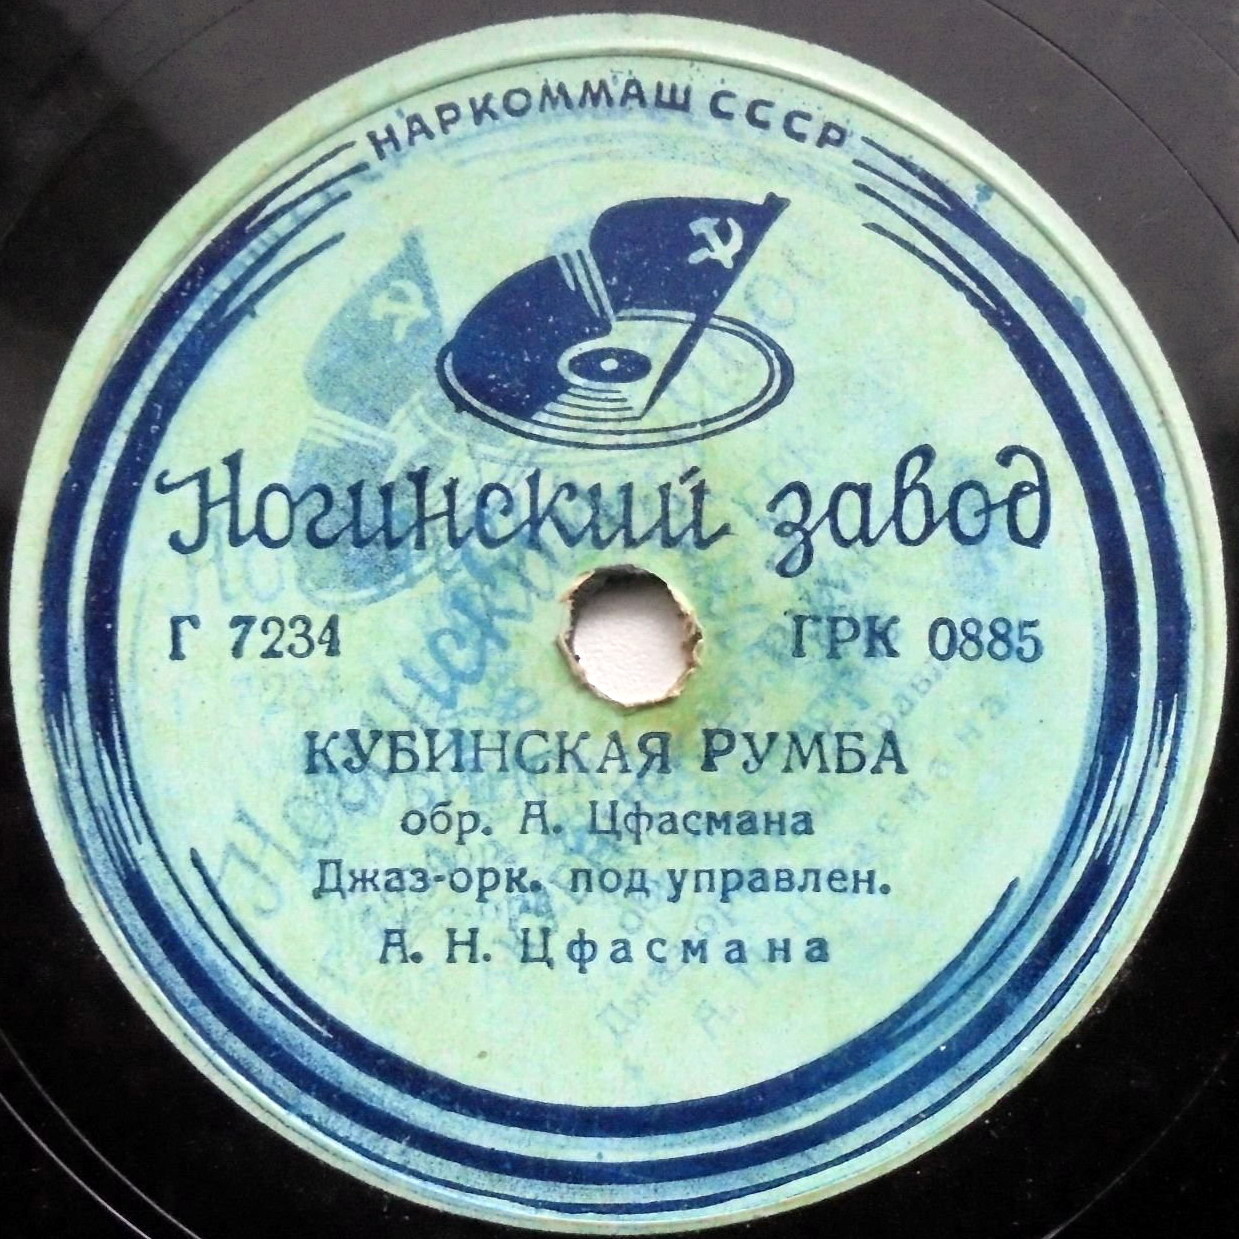 НАРКОММАШ СССР
Ногинский завод
Г 7234 ГРК 0885
КУБИНСКАЯ РУМБА
обр. А. Цфасмана
Джаз-орк. под управлен.
А. Н. Цфасмана